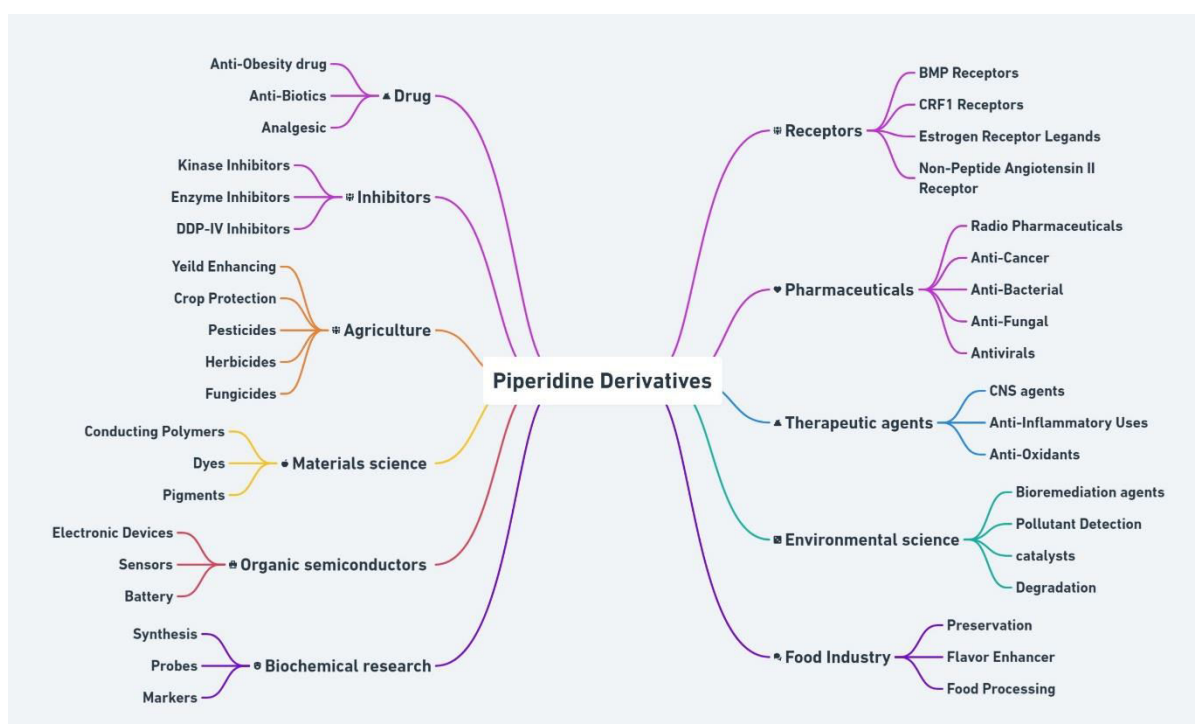 Piperidine Derivatives
Drug
Anti-Obesity drug
Anti-Biotics
Analgesic
Inhibitors
Kinase Inhibitors
Enzyme Inhibitors
DDP-IV Inhibitors
Agriculture
Yeild Enhancing
Crop Protection
Pesticides
Herbicides
Fungicides
Materials science
Conducting Polymers
Dyes
Pigments
Organic semiconductors
Electronic Devices
Sensors
Battery
Biochemical research
Synthesis
Probes
Markers
Receptors
BMP Receptors
CRF1 Receptors
Estrogen Receptor Legands
Non-Peptide Angiotensin II
Receptor
Pharmaceuticals
Radio Pharmaceuticals
Anti-Cancer
Anti-Bacterial
Anti-Fungal
Antivirals
Therapeutic agents
CNS agents
Anti-Inflammatory Uses
Anti-Oxidants
Environmental science
Bioremediation agents
Pollutant Detection
catalysts
Degradation
Food Industry
Preservation
Flavor Enhancer
Food Processing